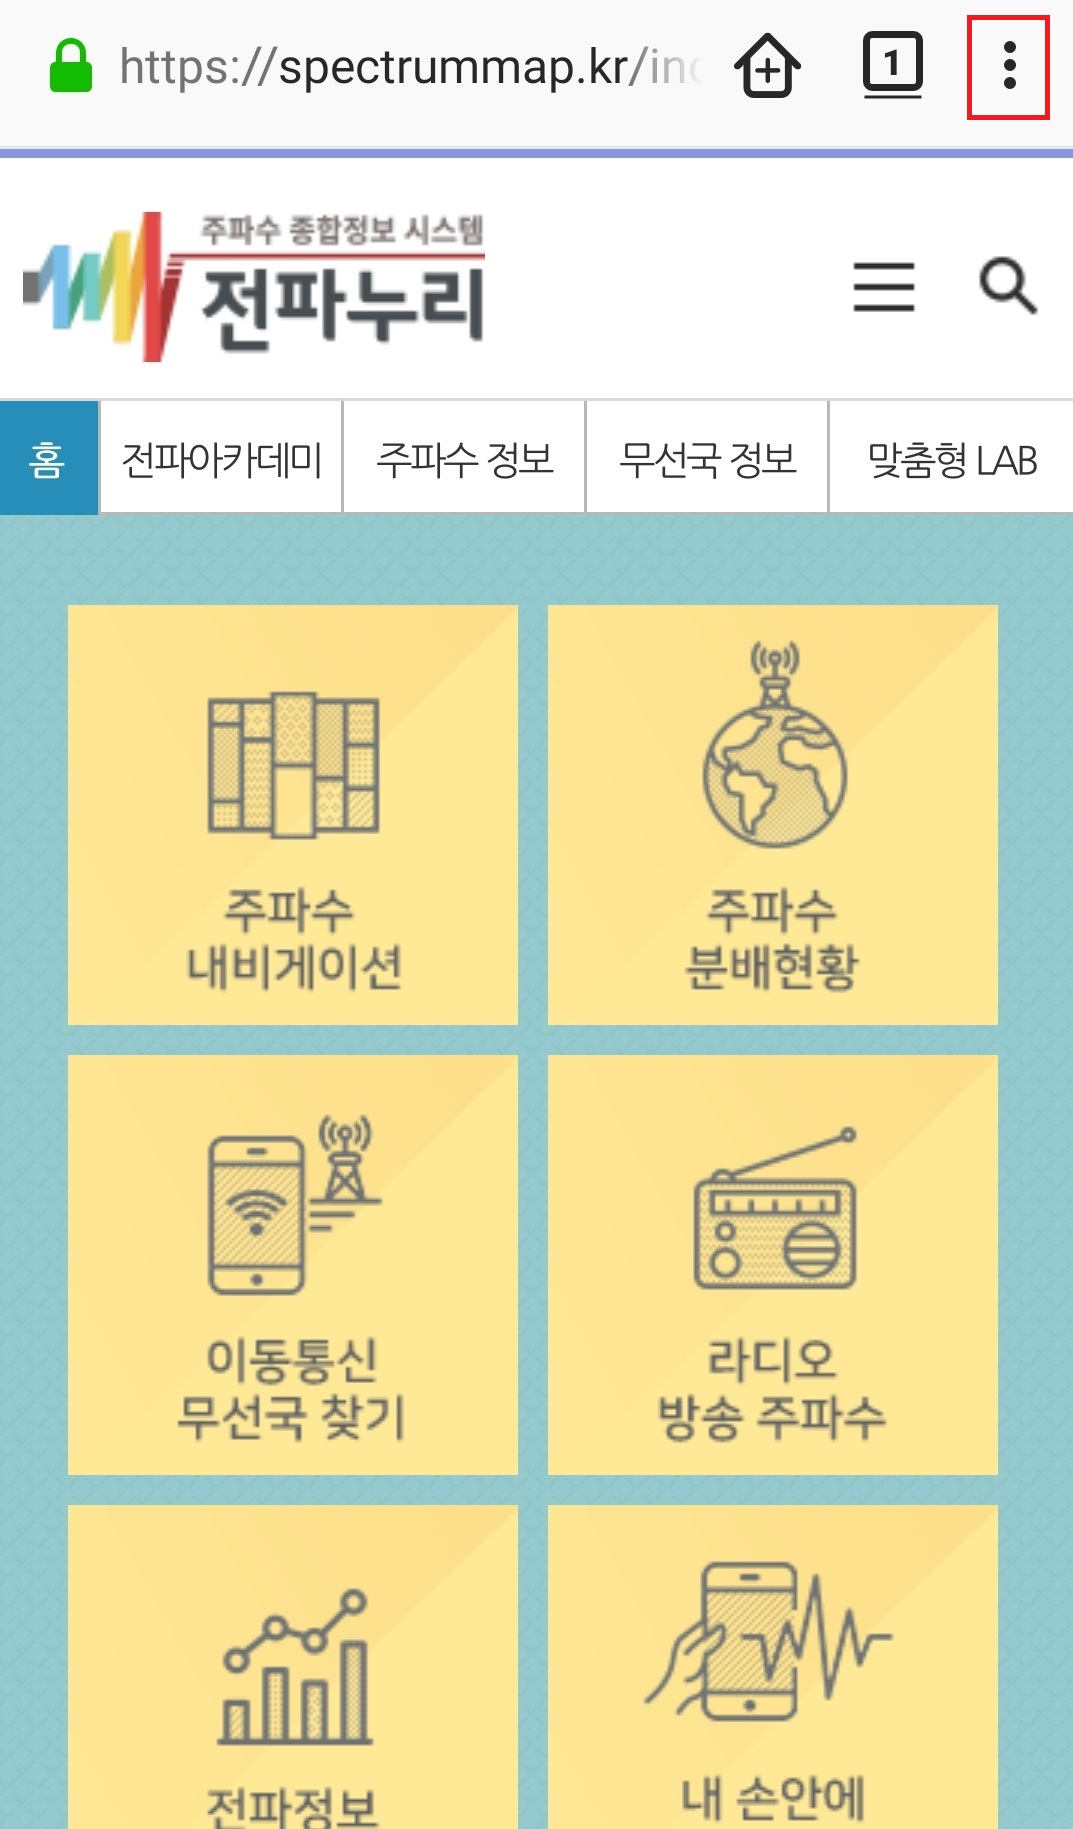 https://spectrummap.kr/inc
1
주파수 종합정보 시스템
전파누리
홈
전파아카데미
주파수 정보
무선국 정보
맞춤형 LAB
주파수
내비게이션
주파수
분배현황
이동통신
무선국 찾기
라디오
방송 주파수
전파정보
내 손안에